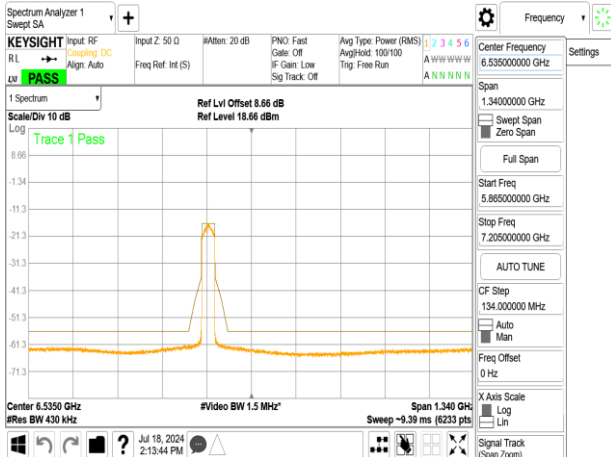 Spectrum Analyzer 1
Swept SA
+
Frequency
KEYSIGHT
Input: RF
Coupling: DC
Align: Auto
Input Z: 50 Ω
Freq Ref: Int (S)
#Atten: 20 dB
PNO: Fast
Gate: Off
IF Gain: Low
Sig Track: Off
Avg Type: Power (RMS)
Avg|Hold: 100/100
Trig: Free Run
1 2 3 4 5 6
A W W W W W
A N N N N N
R L
LXI
PASS
1 Spectrum
Scale/Div 10 dB
Ref Lvl Offset 8.66 dB
Ref Level 18.66 dBm
Log
Trace 1 Pass
8.66
-1.34
-11.3
-21.3
-31.3
-41.3
-51.3
-61.3
-71.3
Center 6.5350 GHz
#Res BW 430 kHz
#Video BW 1.5 MHz*
Span 1.340 GHz
Sweep ~9.39 ms (6233 pts)
Jul 18, 2024
2:13:44 PM
?
Center Frequency
6.535000000 GHz
Settings
Span
1.34000000 GHz
Swept Span
Zero Span
Full Span
Start Freq
5.865000000 GHz
Stop Freq
7.205000000 GHz
AUTO TUNE
CF Step
134.000000 MHz
Auto
Man
Freq Offset
0 Hz
X Axis Scale
Log
Lin
Signal Track
(Span Zoom)